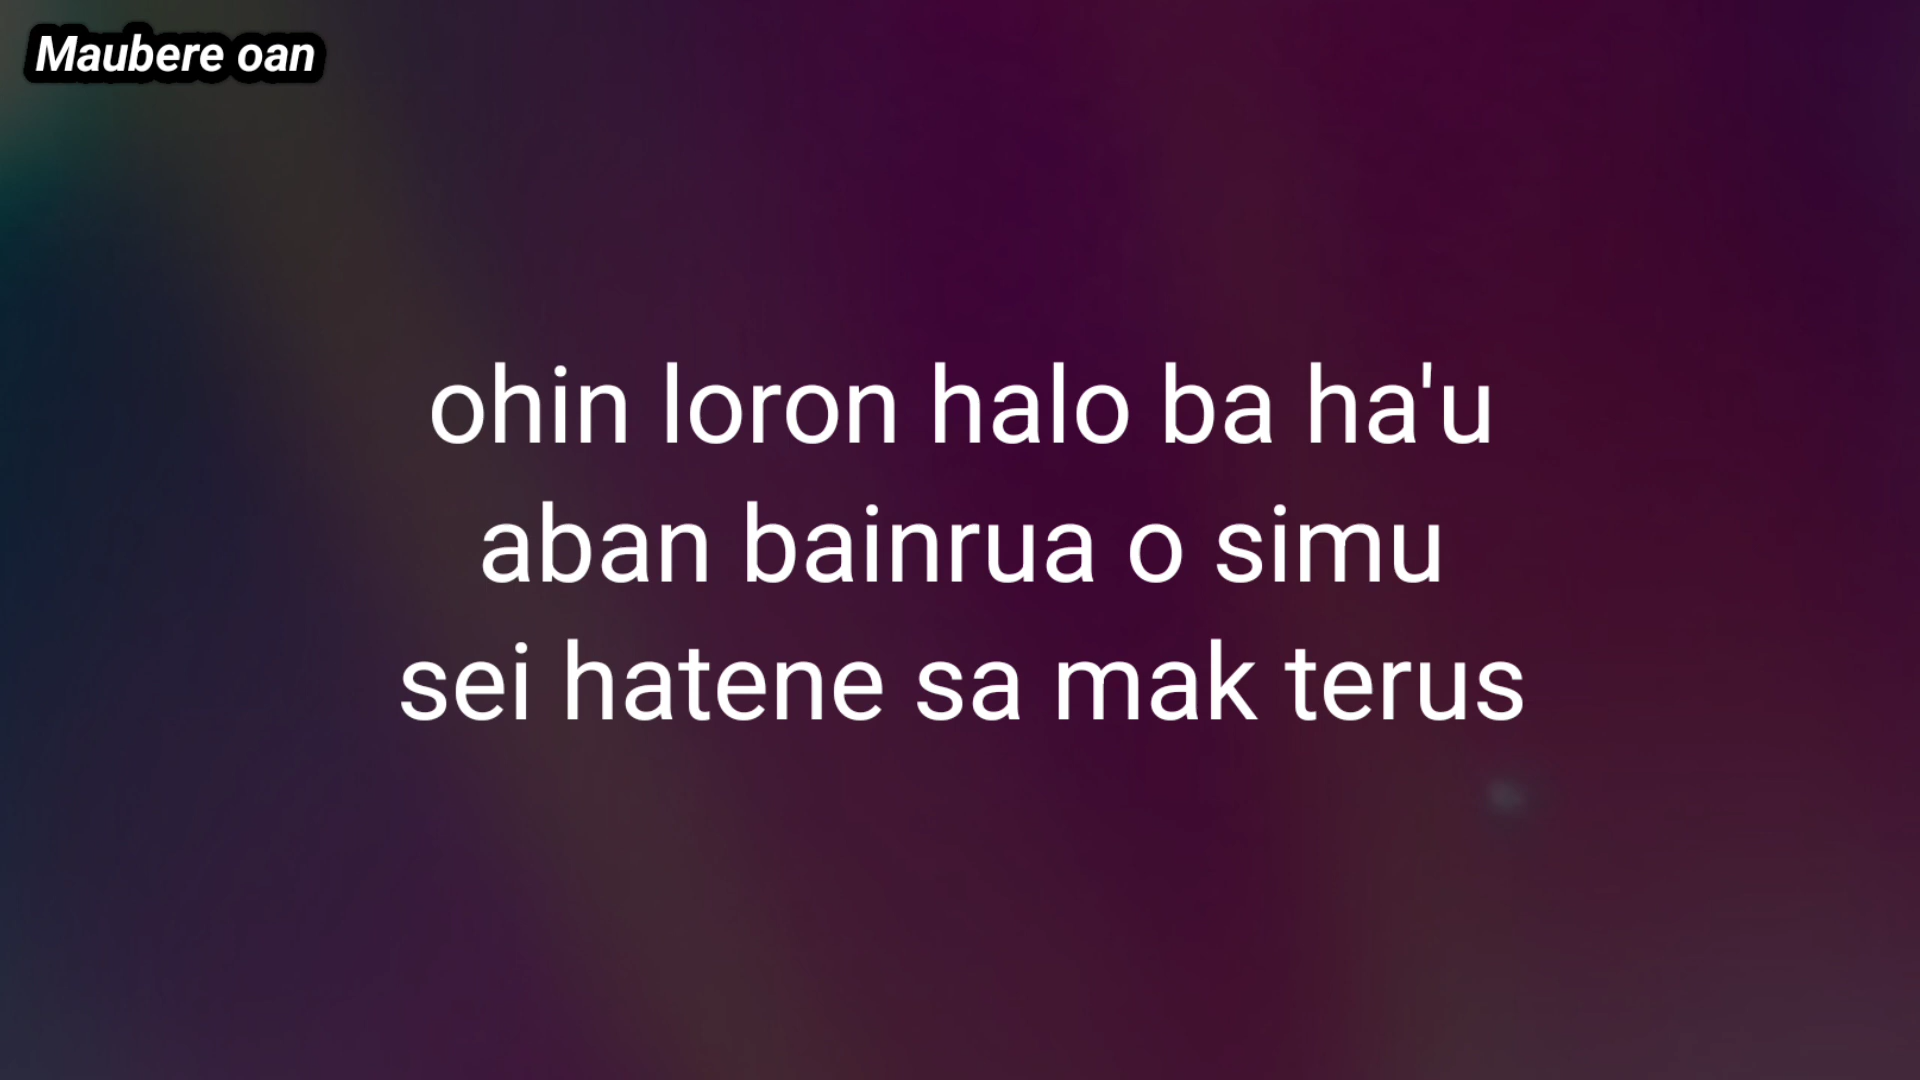 Maubere oan
ohin loron halo ba ha'u
aban bainrua o simu
sei hatene sa mak terus